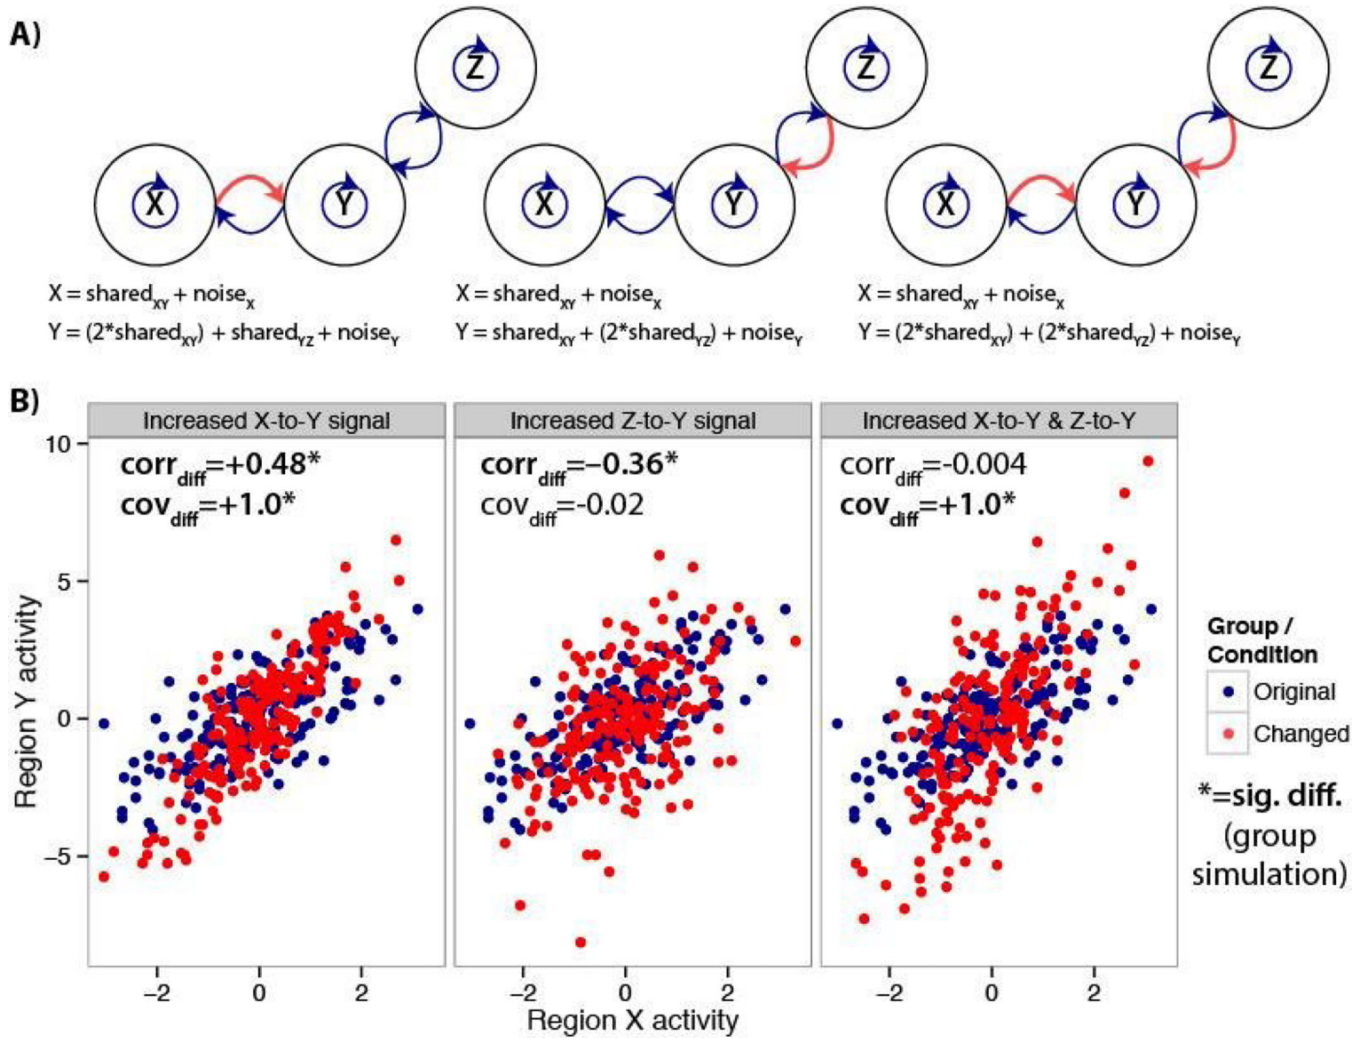 A)
Z Z Z
X Y X Y X Y
X = shared_XY + noise_X X = shared_XY + noise_X X = shared_XY + noise_X
Y = (2*shared_XY) + shared_YZ + noise_Y Y = shared_XY + (2*shared_YZ) + noise_Y Y = (2*shared_XY) + (2*shared_YZ) + noise_Y
B)
Increased X-to-Y signal Increased Z-to-Y signal Increased X-to-Y & Z-to-Y
corr_diff=+0.48* corr_diff=−0.36* corr_diff=-0.004
cov_diff=+1.0* cov_diff=-0.02 cov_diff=+1.0*
10
5
0
−5
Region Y activity
−2 0 2 −2 0 2 −2 0 2
Region X activity
Group /
Condition
Original
Changed
*=sig. diff.
(group
simulation)